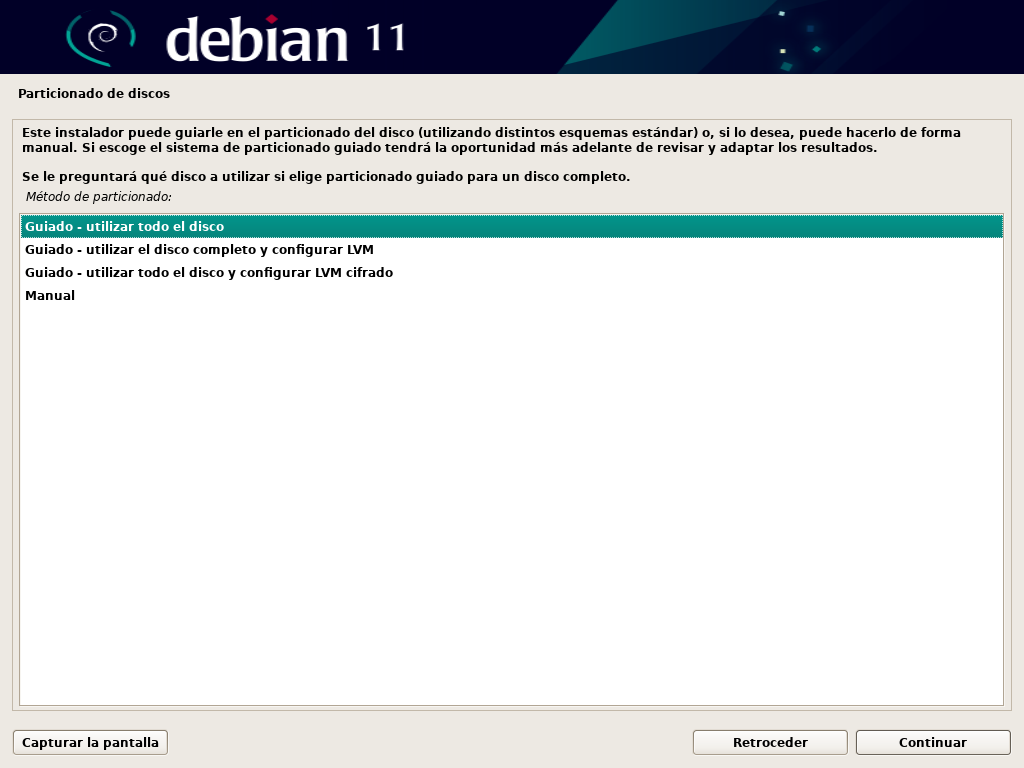 debian 11
Particionado de discos
Este instalador puede guiarle en el particionado del disco (utilizando distintos esquemas estándar) o, si lo desea, puede hacerlo de forma
manual. Si escoge el sistema de particionado guiado tendrá la oportunidad más adelante de revisar y adaptar los resultados.
Se le preguntará qué disco a utilizar si elige particionado guiado para un disco completo.
Método de particionado:
Guiado - utilizar todo el disco
Guiado - utilizar el disco completo y configurar LVM
Guiado - utilizar todo el disco y configurar LVM cifrado
Manual
Capturar la pantalla
Retroceder
Continuar